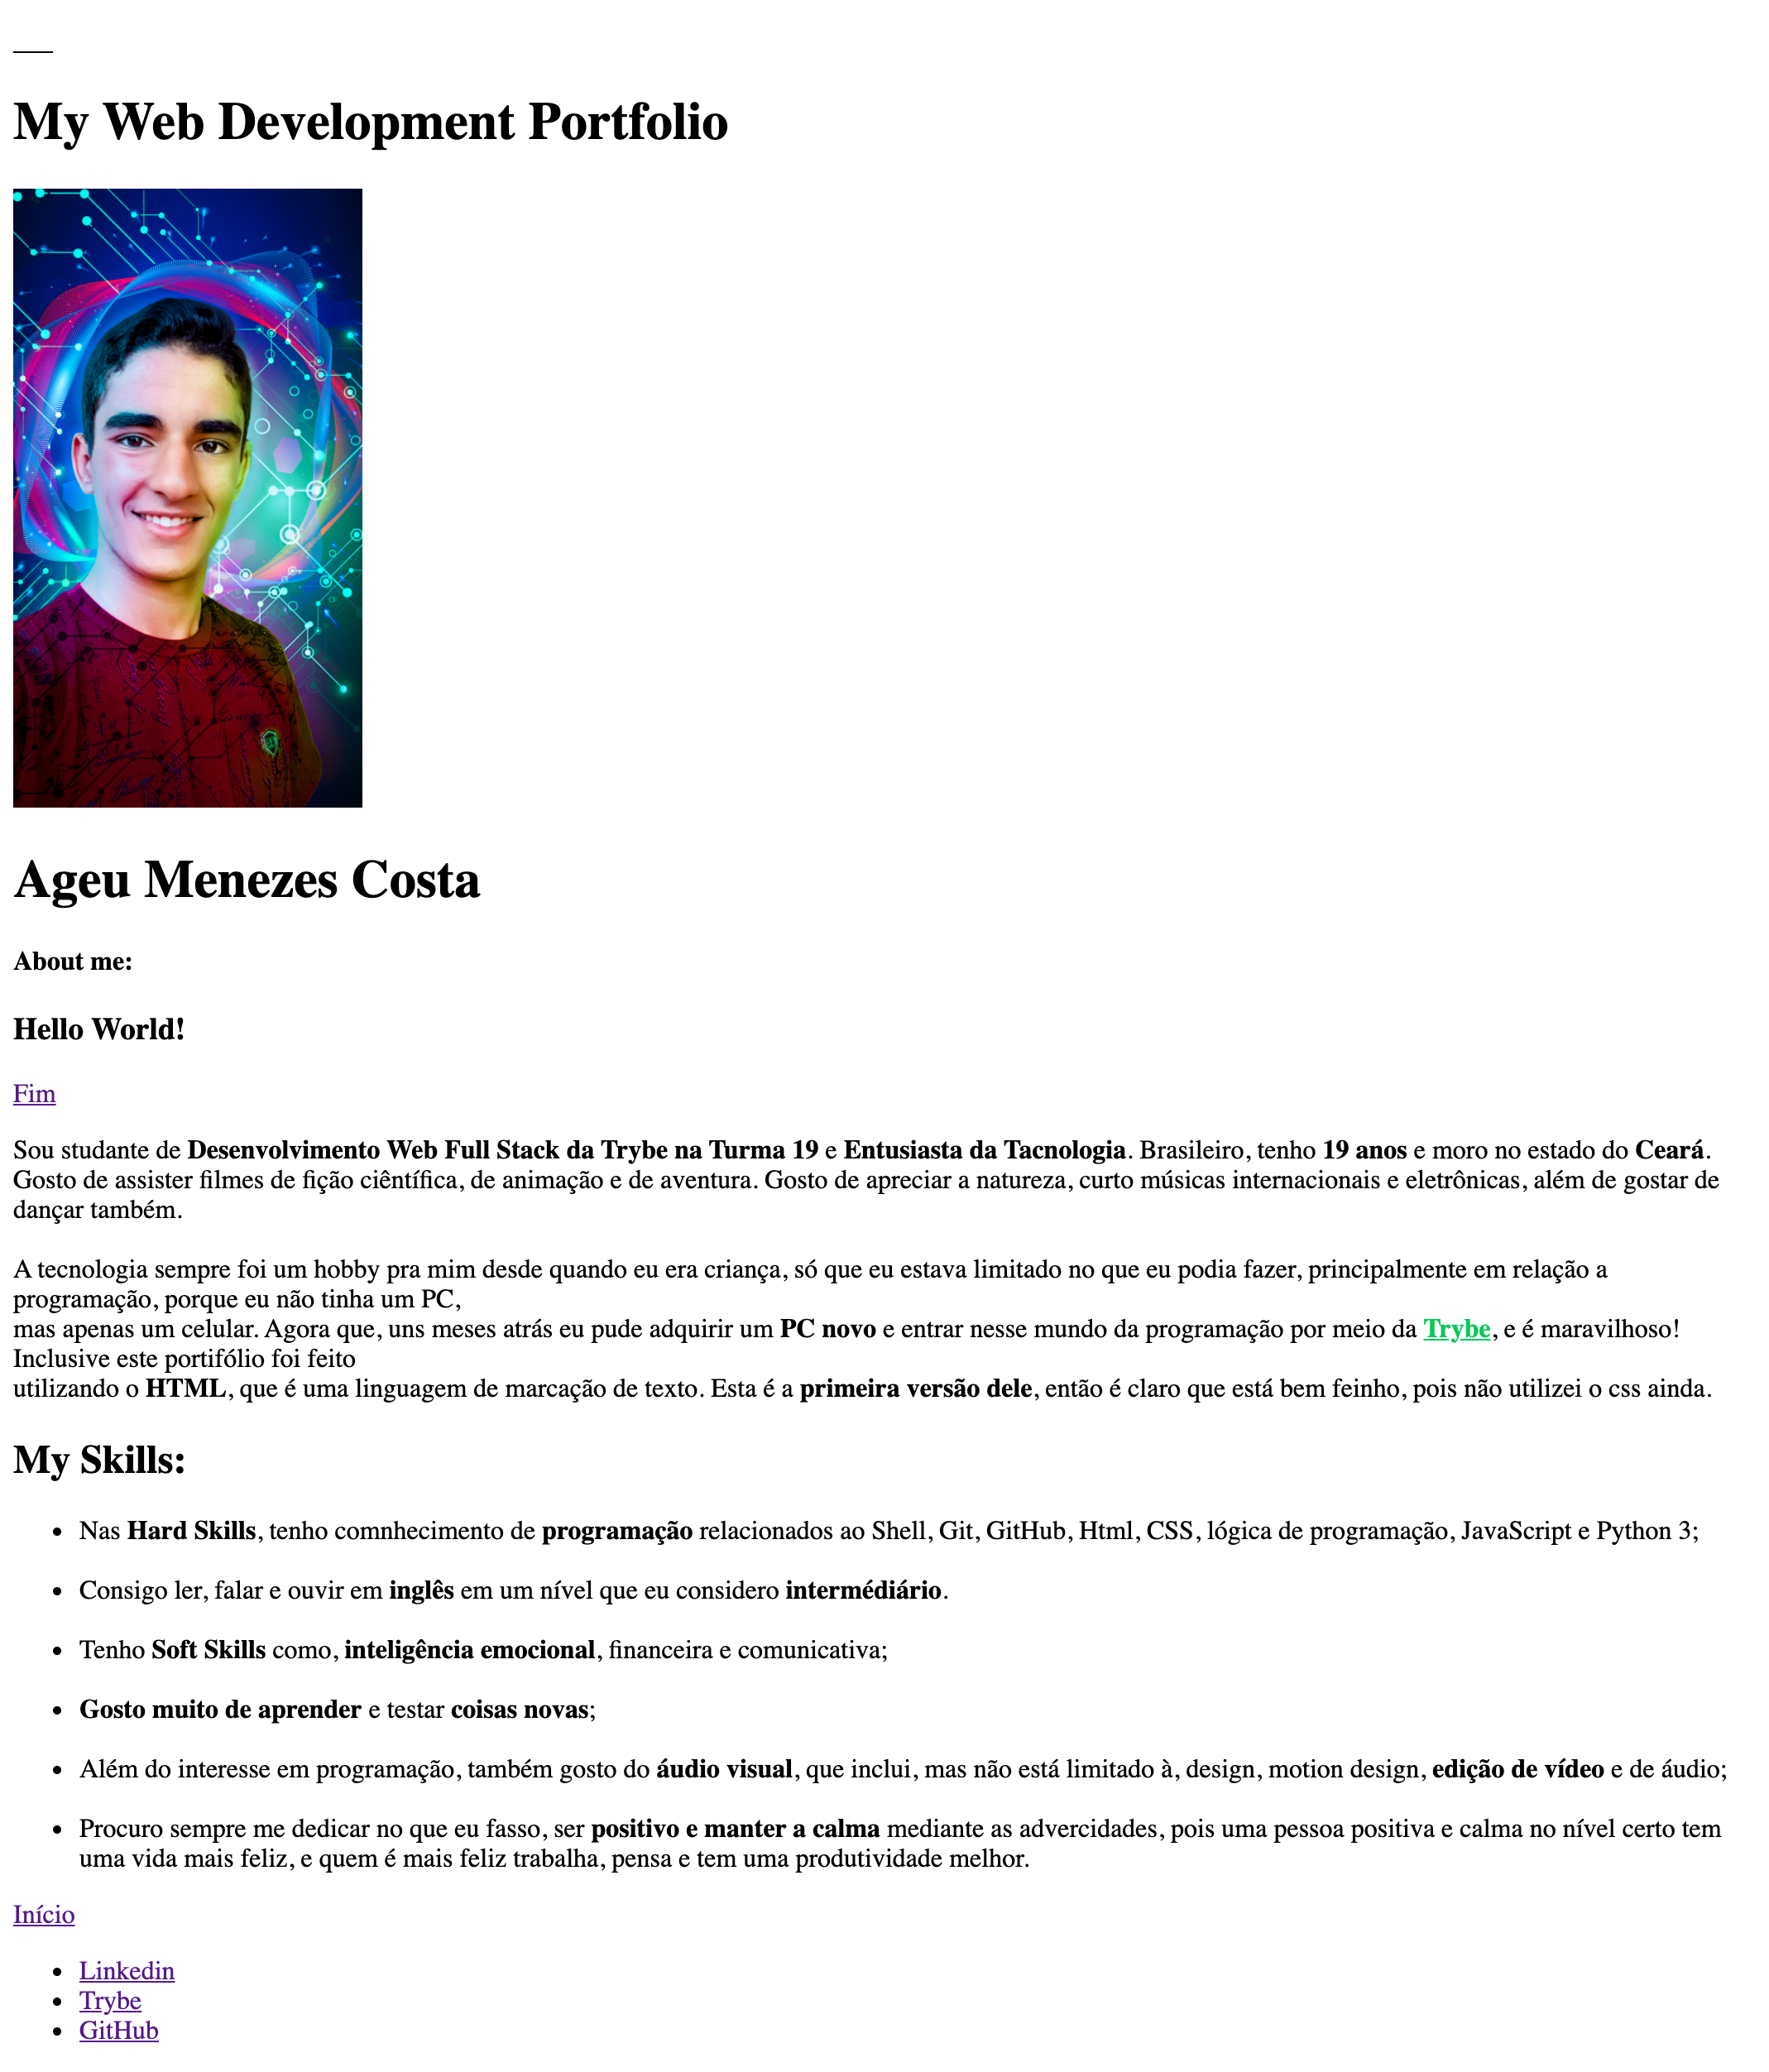 ___
My Web Development Portfolio
Ageu Menezes Costa
About me:
Hello World!
Fim
Sou studante de Desenvolvimento Web Full Stack da Trybe na Turma 19 e Entusiasta da Tacnologia. Brasileiro, tenho 19 anos e moro no estado do Ceará.
Gosto de assister filmes de fição ciêntífica, de animação e de aventura. Gosto de apreciar a natureza, curto músicas internacionais e eletrônicas, além de gostar de
dançar também.
A tecnologia sempre foi um hobby pra mim desde quando eu era criança, só que eu estava limitado no que eu podia fazer, principalmente em relação a
programação, porque eu não tinha um PC,
mas apenas um celular. Agora que, uns meses atrás eu pude adquirir um PC novo e entrar nesse mundo da programação por meio da Trybe, e é maravilhoso!
Inclusive este portifólio foi feito
utilizando o HTML, que é uma linguagem de marcação de texto. Esta é a primeira versão dele, então é claro que está bem feinho, pois não utilizei o css ainda.
My Skills:
• Nas Hard Skills, tenho comnhecimento de programação relacionados ao Shell, Git, GitHub, Html, CSS, lógica de programação, JavaScript e Python 3;
• Consigo ler, falar e ouvir em inglês em um nível que eu considero intermédiário.
• Tenho Soft Skills como, inteligência emocional, financeira e comunicativa;
• Gosto muito de aprender e testar coisas novas;
• Além do interesse em programação, também gosto do áudio visual, que inclui, mas não está limitado à, design, motion design, edição de vídeo e de áudio;
• Procuro sempre me dedicar no que eu fasso, ser positivo e manter a calma mediante as advercidades, pois uma pessoa positiva e calma no nível certo tem
uma vida mais feliz, e quem é mais feliz trabalha, pensa e tem uma produtividade melhor.
Início
• Linkedin
• Trybe
• GitHub